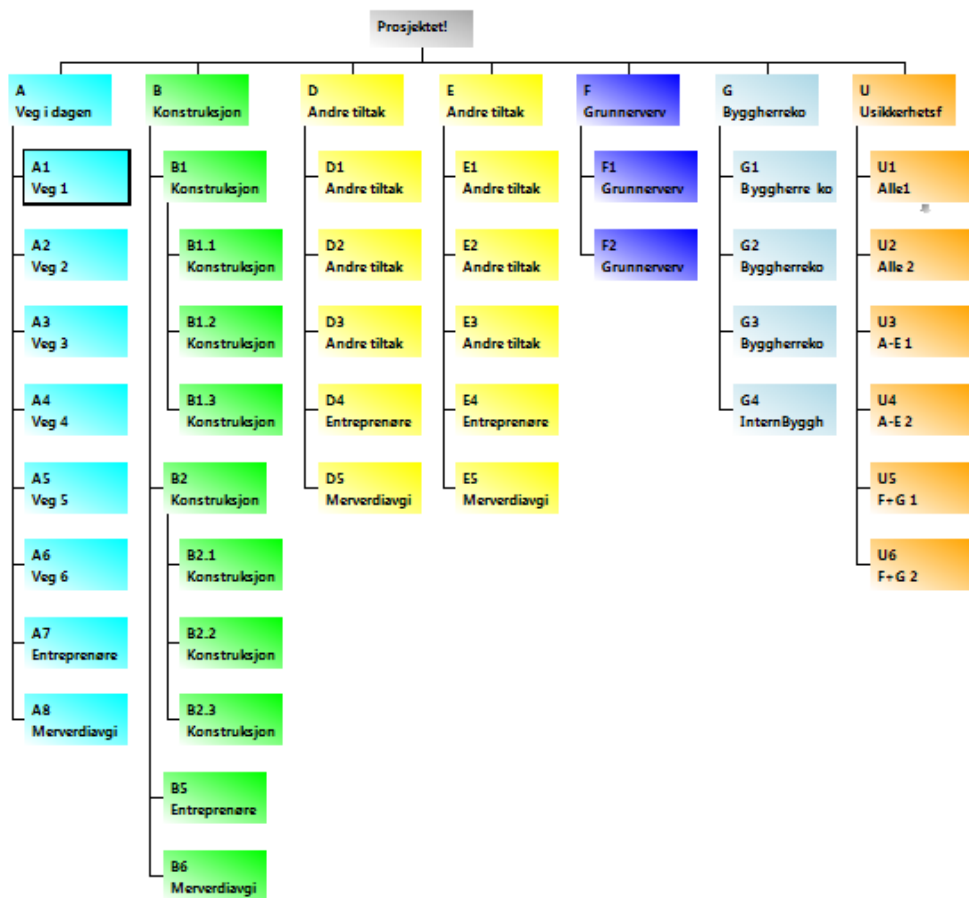 Prosjektet!
A
Veg i dagen
A1
Veg 1
A2
Veg 2
A3
Veg 3
A4
Veg 4
A5
Veg 5
A6
Veg 6
A7
Entreprenøre
A8
Merverdiavgi
B
Konstruksjon
B1
Konstruksjon
B1.1
Konstruksjon
B1.2
Konstruksjon
B1.3
Konstruksjon
B2
Konstruksjon
B2.1
Konstruksjon
B2.2
Konstruksjon
B2.3
Konstruksjon
B5
Entreprenøre
B6
Merverdiavgi
D
Andre tiltak
D1
Andre tiltak
D2
Andre tiltak
D3
Andre tiltak
D4
Entreprenøre
D5
Merverdiavgi
E
Andre tiltak
E1
Andre tiltak
E2
Andre tiltak
E3
Andre tiltak
E4
Entreprenøre
E5
Merverdiavgi
F
Grunnerverv
F1
Grunnerverv
F2
Grunnerverv
G
Byggherreko
G1
Byggherre ko
G2
Byggherreko
G3
Byggherreko
G4
InternByggh
U
Usikkerhetsf
U1
Alle1
U2
Alle 2
U3
A-E 1
U4
A-E 2
U5
F+G 1
U6
F+G 2